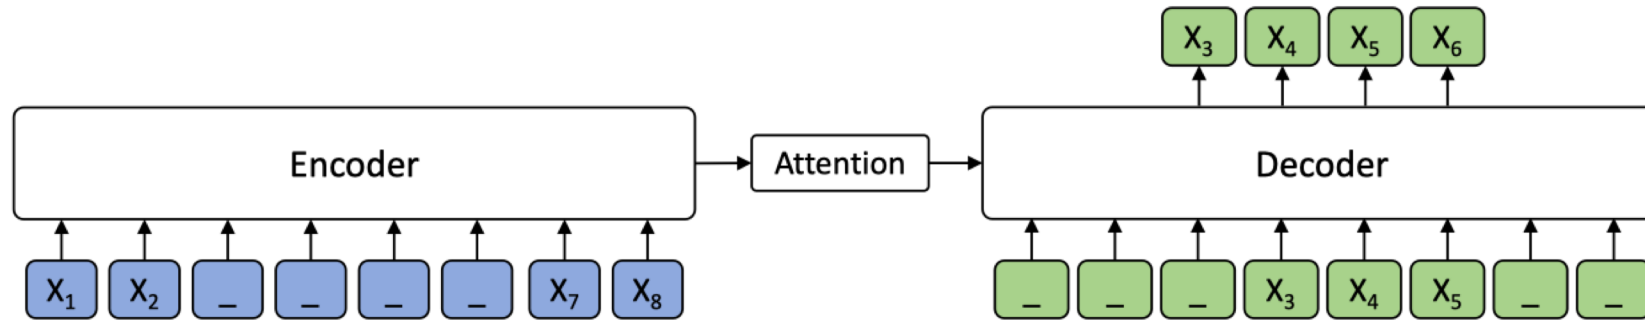 X₃ X₄ X₅ X₆
Encoder Attention Decoder
X₁ X₂ _ _ _ _ X₇ X₈ _ _ _ X₃ X₄ X₅ _ _